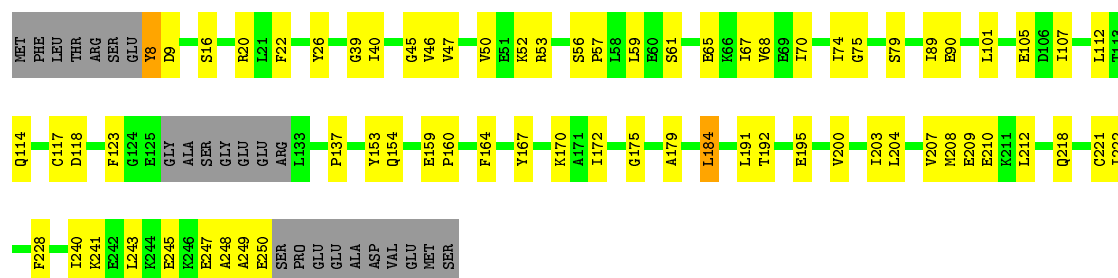 MET PHE LEU THR ARG SER GLU Y8 D9 S16 R20 L21 F22 Y26 G39 I40 G45 V46 V47 V50 E51 K52 R53 S56 P57 L58 L59 E60 S61 E65 K66 I67 V68 E69 I70 I74 G75 S79 I89 E90 L101 E105 D106 I107 L112 T113
Q114 C117 D118 F123 G124 E125 GLY ALA SER GLY GLU GLU ARG L133 P137 Y153 Q154 E159 P160 F164 Y167 K170 A171 I172 G175 A179 L184 L191 T192 E195 V200 I203 L204 V207 M208 E209 E210 K211 L212 Q218 C221
F228 I240 K241 E242 L243 K244 E245 K246 E247 A248 A249 E250 SER PRO GLU GLU ALA ASP VAL GLU MET SER